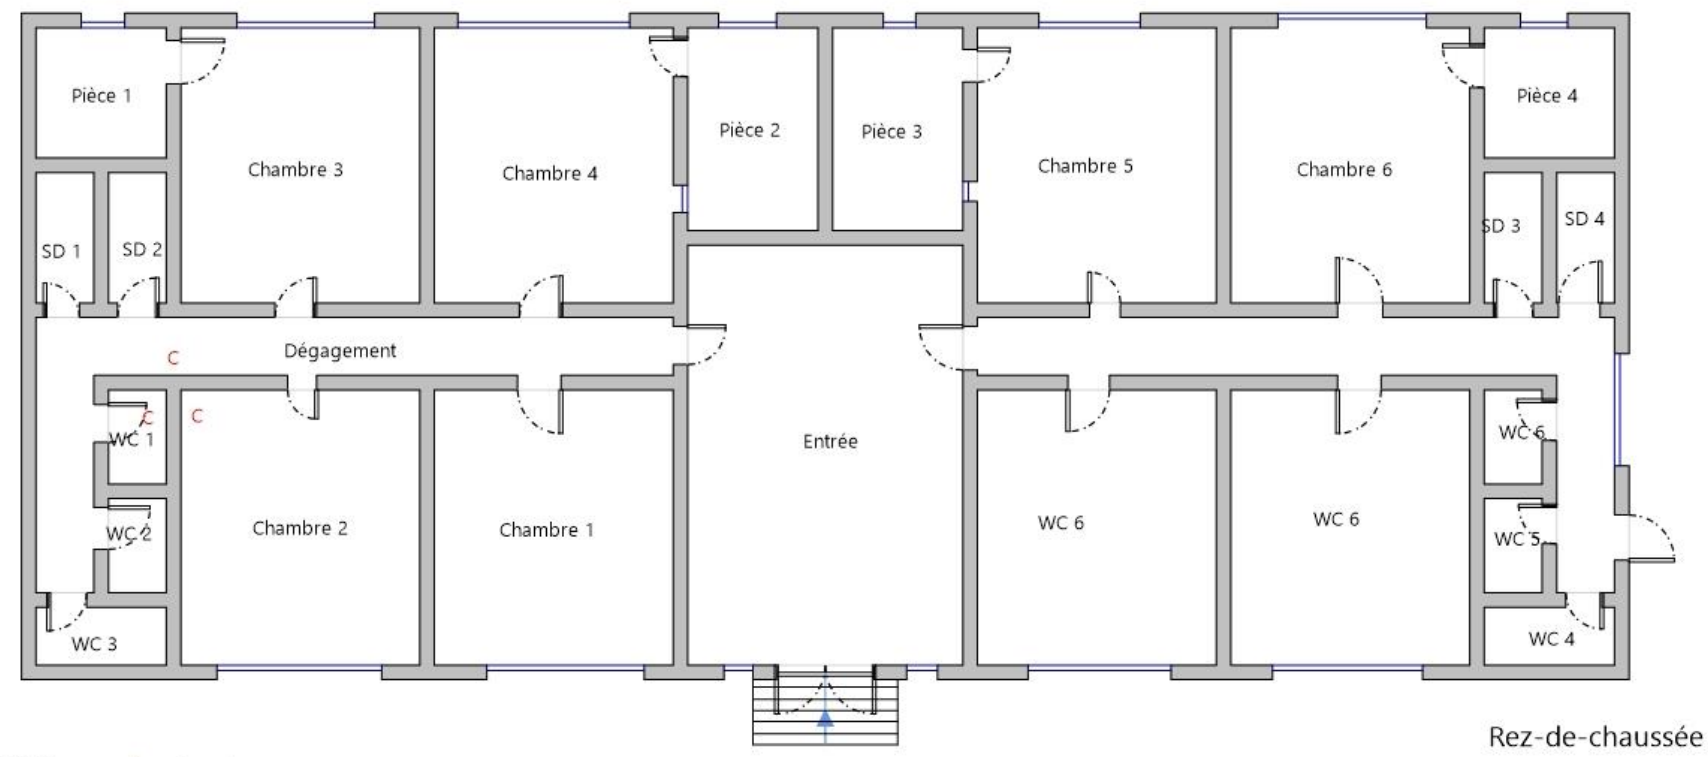 Pièce 1
Pièce 4
Pièce 2
Pièce 3
Chambre 3
Chambre 4
Chambre 5
Chambre 6
SD 1
SD 2
SD 3
SD 4
C
Dégagement
C
C
WC 1
WC 6
Entrée
WC 2
Chambre 2
Chambre 1
WC 6
WC 6
WC 5
WC 3
WC 4
Rez-de-chaussée